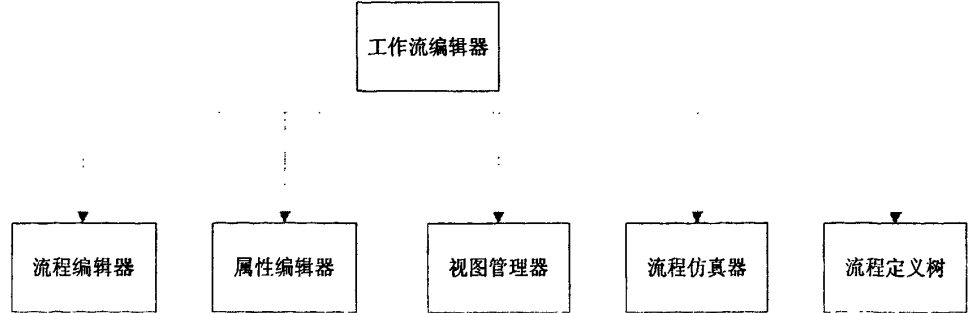 工作流编辑器
流程编辑器
属性编辑器
视图管理器
流程仿真器
流程定义树